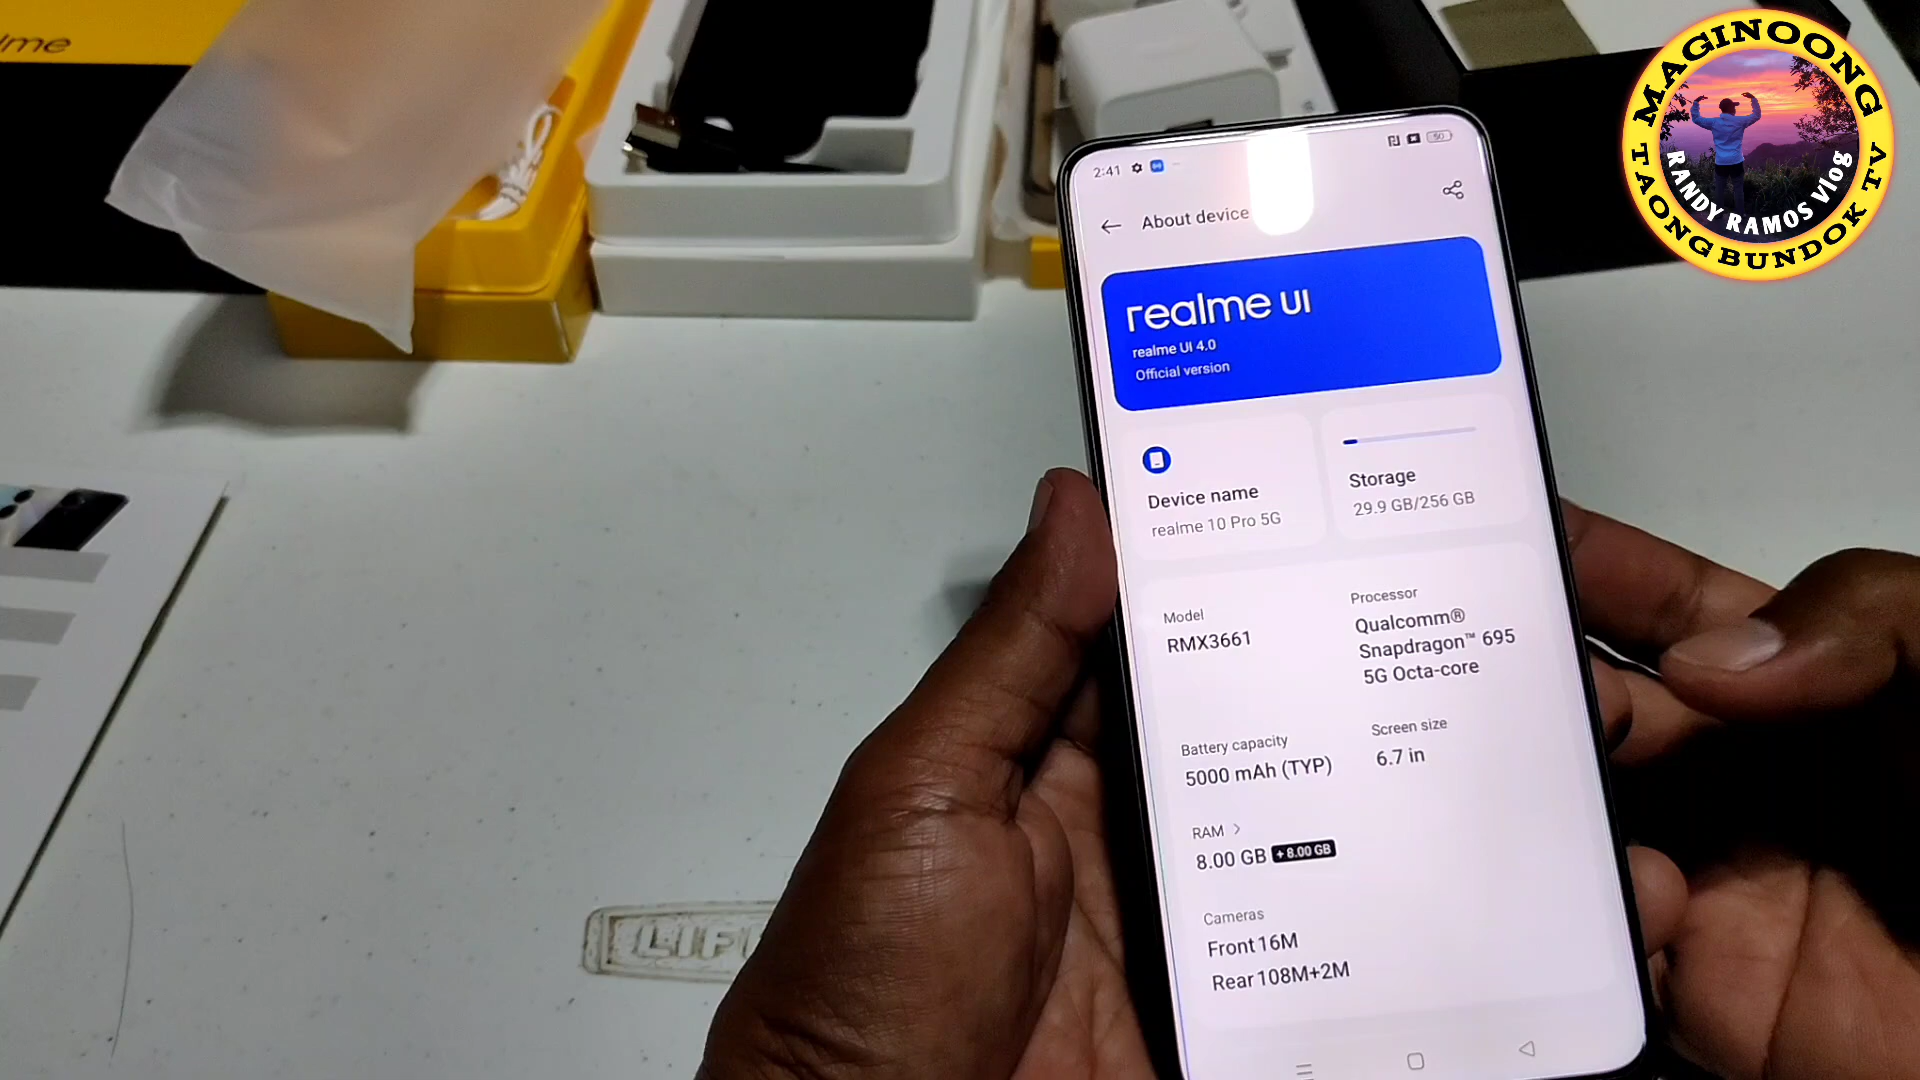 lme
MAGINOONG
TAONG BUNDOK TV
RANDY RAMOS Vlog
2:41
50
About device
realme UI
realme UI 4.0
Official version
Device name
realme 10 Pro 5G
Storage
29.9 GB/256 GB
Model
RMX3661
Processor
Qualcomm®
Snapdragon™ 695
5G Octa-core
Battery capacity
5000 mAh (TYP)
Screen size
6.7 in
RAM >
8.00 GB +8.00 GB
Cameras
Front 16M
Rear 108M+2M
LIF